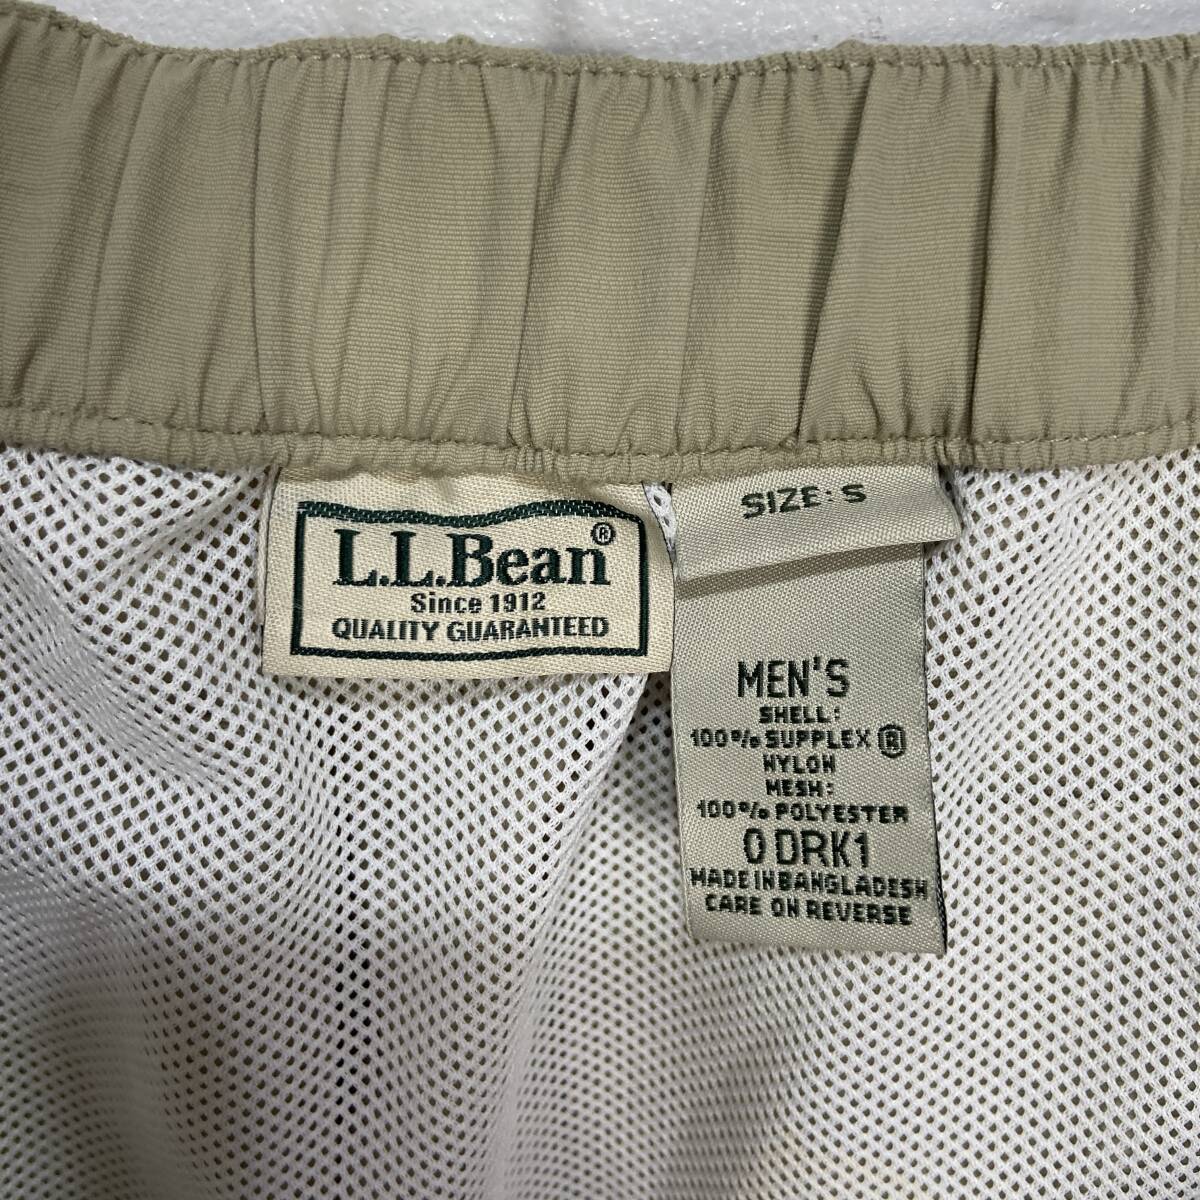 L.L.Bean®
Since 1912
QUALITY GUARANTEED
SIZE: S
MEN'S
SHELL:
100% SUPPLEX ®
NYLON
MESH:
100% POLYESTER
0 DRK1
MADE IN BANGLADESH
CARE ON REVERSE